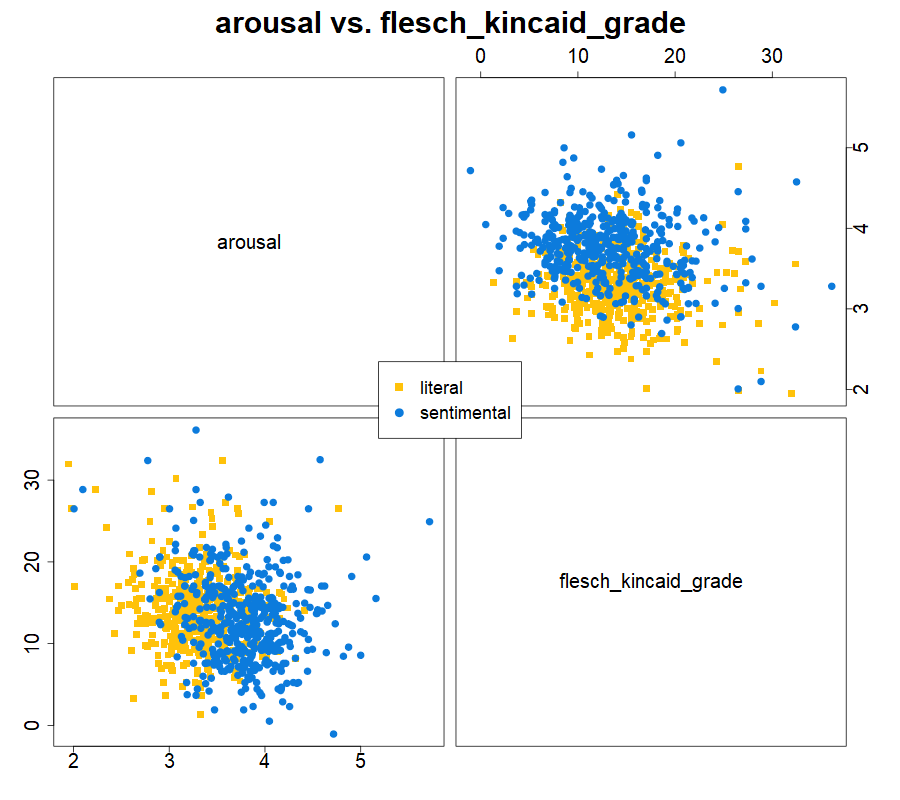 arousal vs. flesch_kincaid_grade
0 10 20 30
arousal
5
4
3
2
literal
sentimental
30
20
10
0
flesch_kincaid_grade
2 3 4 5